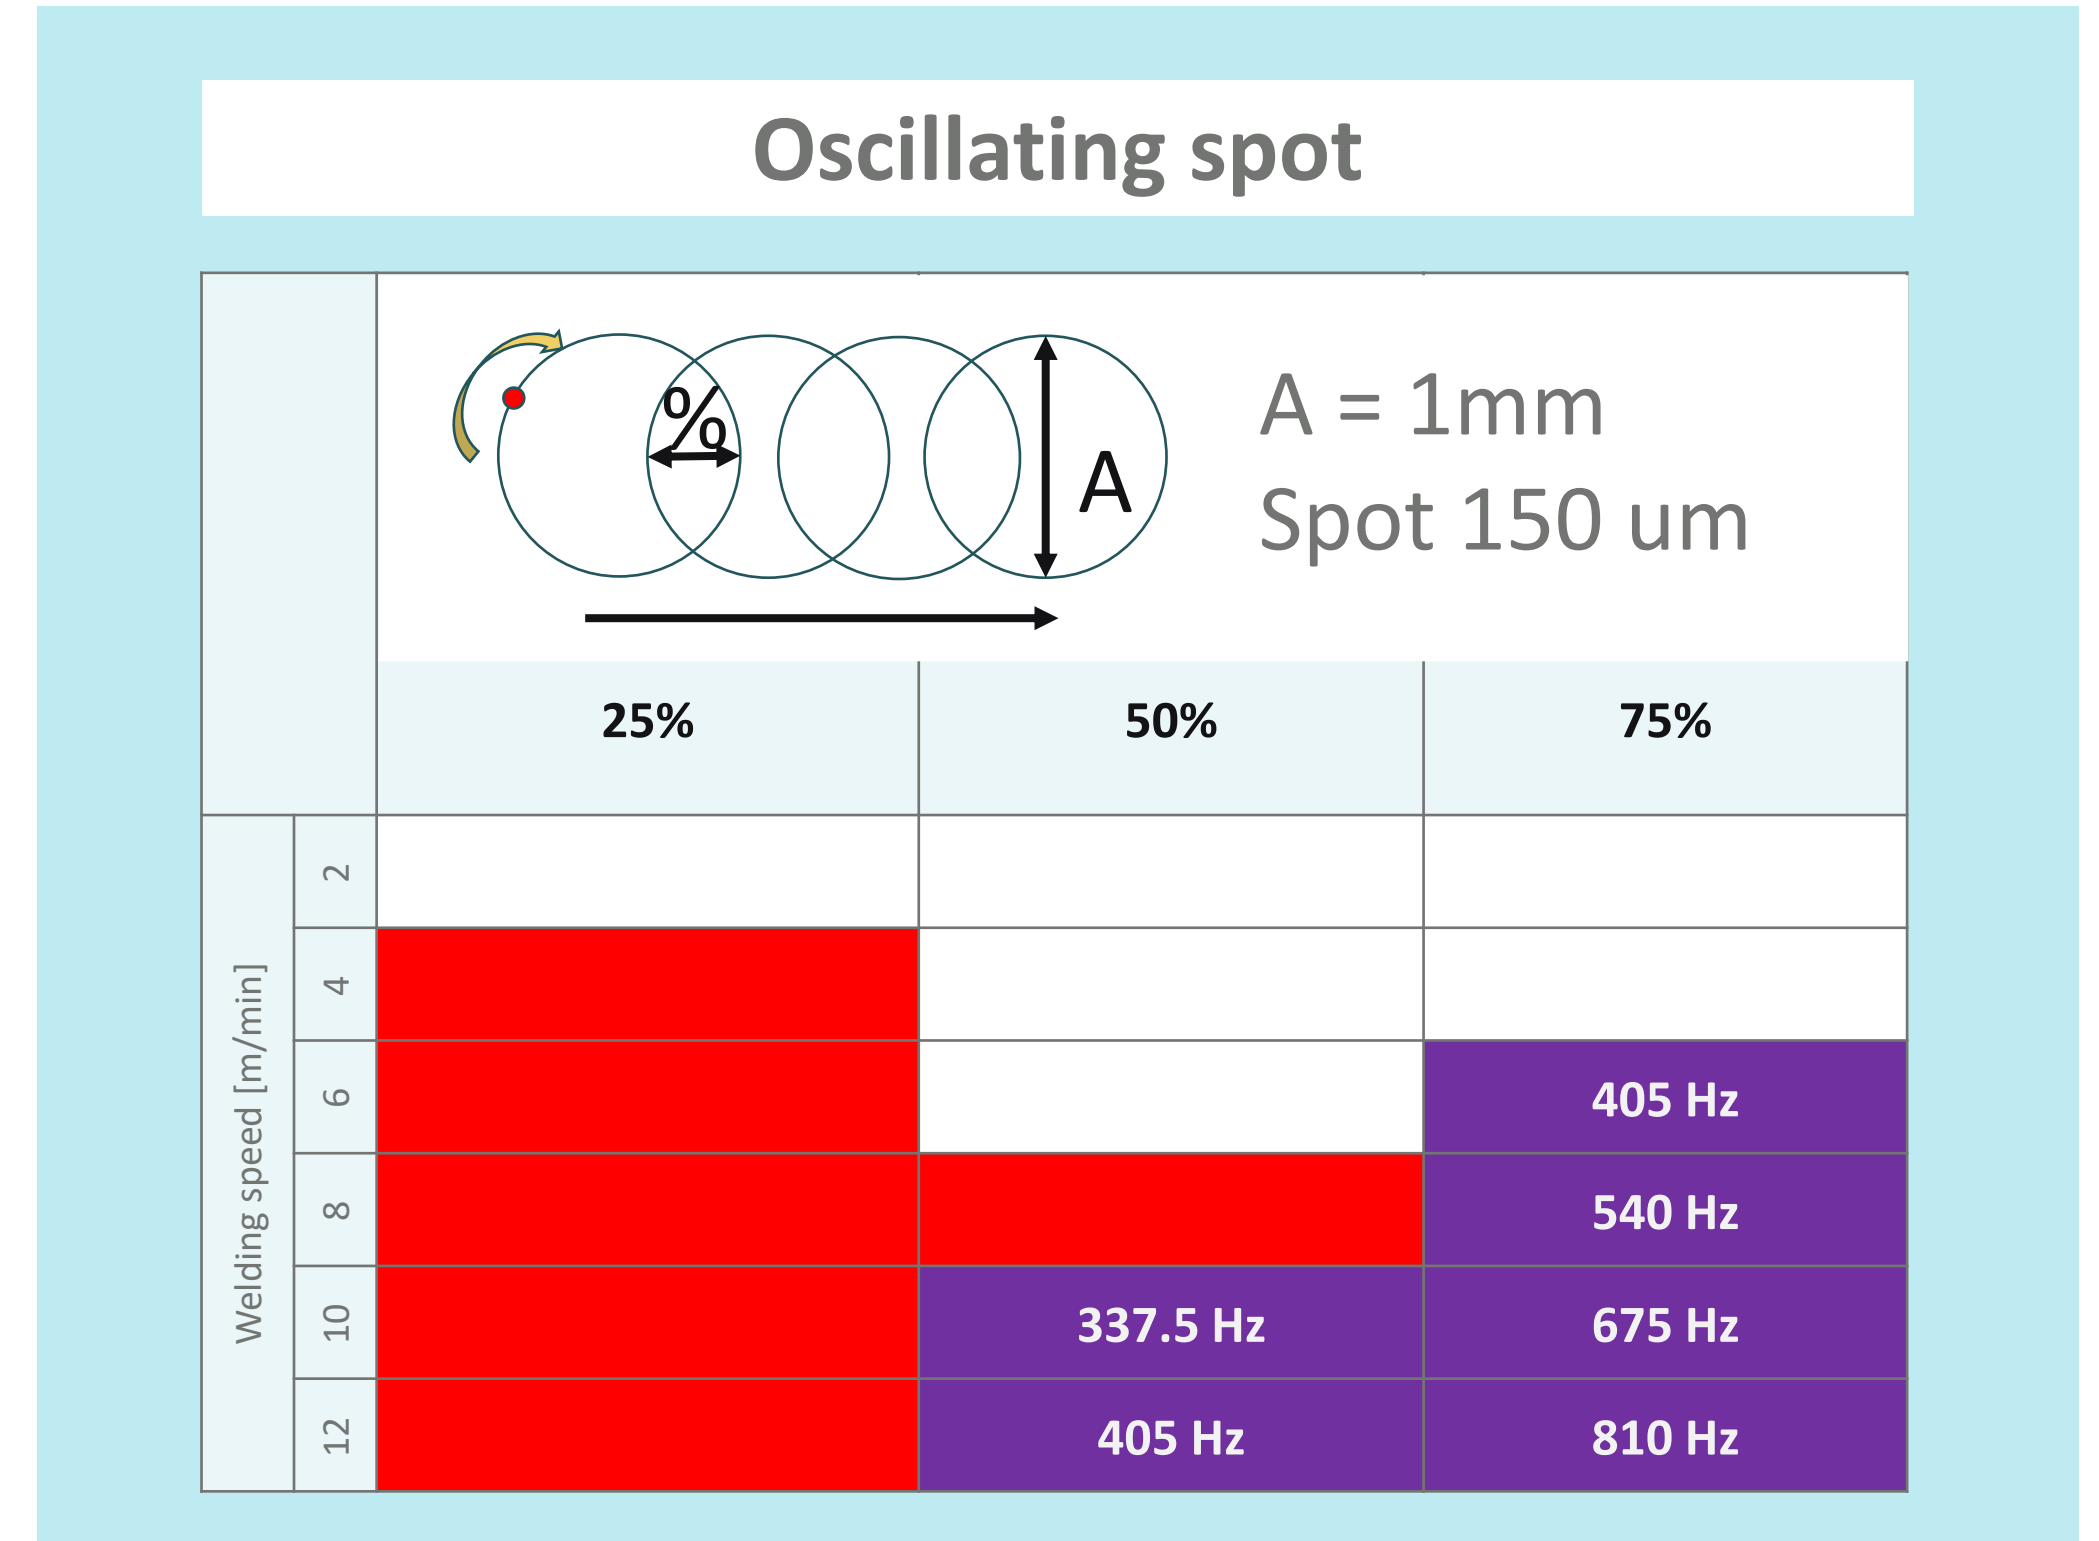 Oscillating spot
%
A
A = 1mm
Spot 150 um
25% 50% 75%
Welding speed [m/min]
2
4
6 405 Hz
8 540 Hz
10 337.5 Hz 675 Hz
12 405 Hz 810 Hz